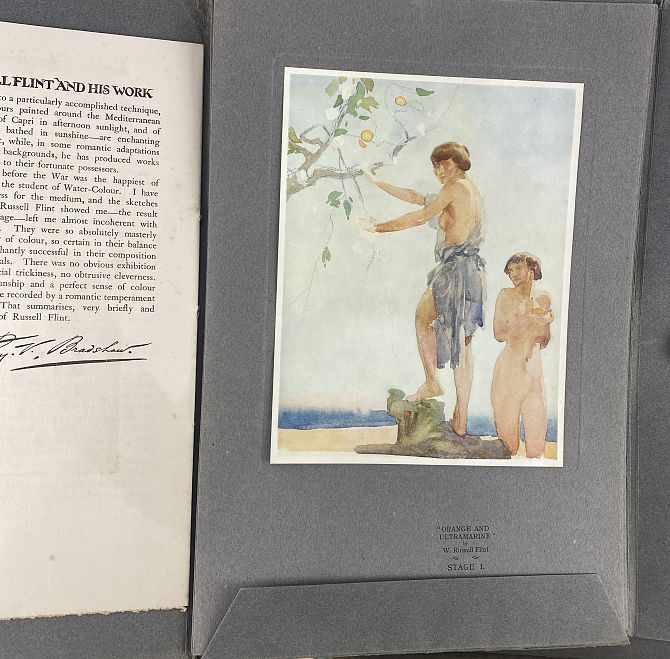 LL FLINT AND HIS WORK
to a particularly accomplished technique,
ours painted around the Mediterranean
of Capri in afternoon sunlight, and of
bathed in sunshine—are enchanting
; while, in some romantic adaptations
backgrounds, he has produced works
to their fortunate possessors.
before the War was the happiest of
the student of Water-Colour. I have
ss for the medium, and the sketches
Russell Flint showed me—the result
age—left me almost incoherent with
. They were so absolutely masterly
of colour, so certain in their balance
hantly successful in their composition
als. There was no obvious exhibition
cial trickiness, no obtrusive cleverness.
anship and a perfect sense of colour
e recorded by a romantic temperament
That summarises, very briefly and
of Russell Flint.
y. V. Bradshaw.
"ORANGE AND
ULTRAMARINE"
by
W. Russell Flint
STAGE I.